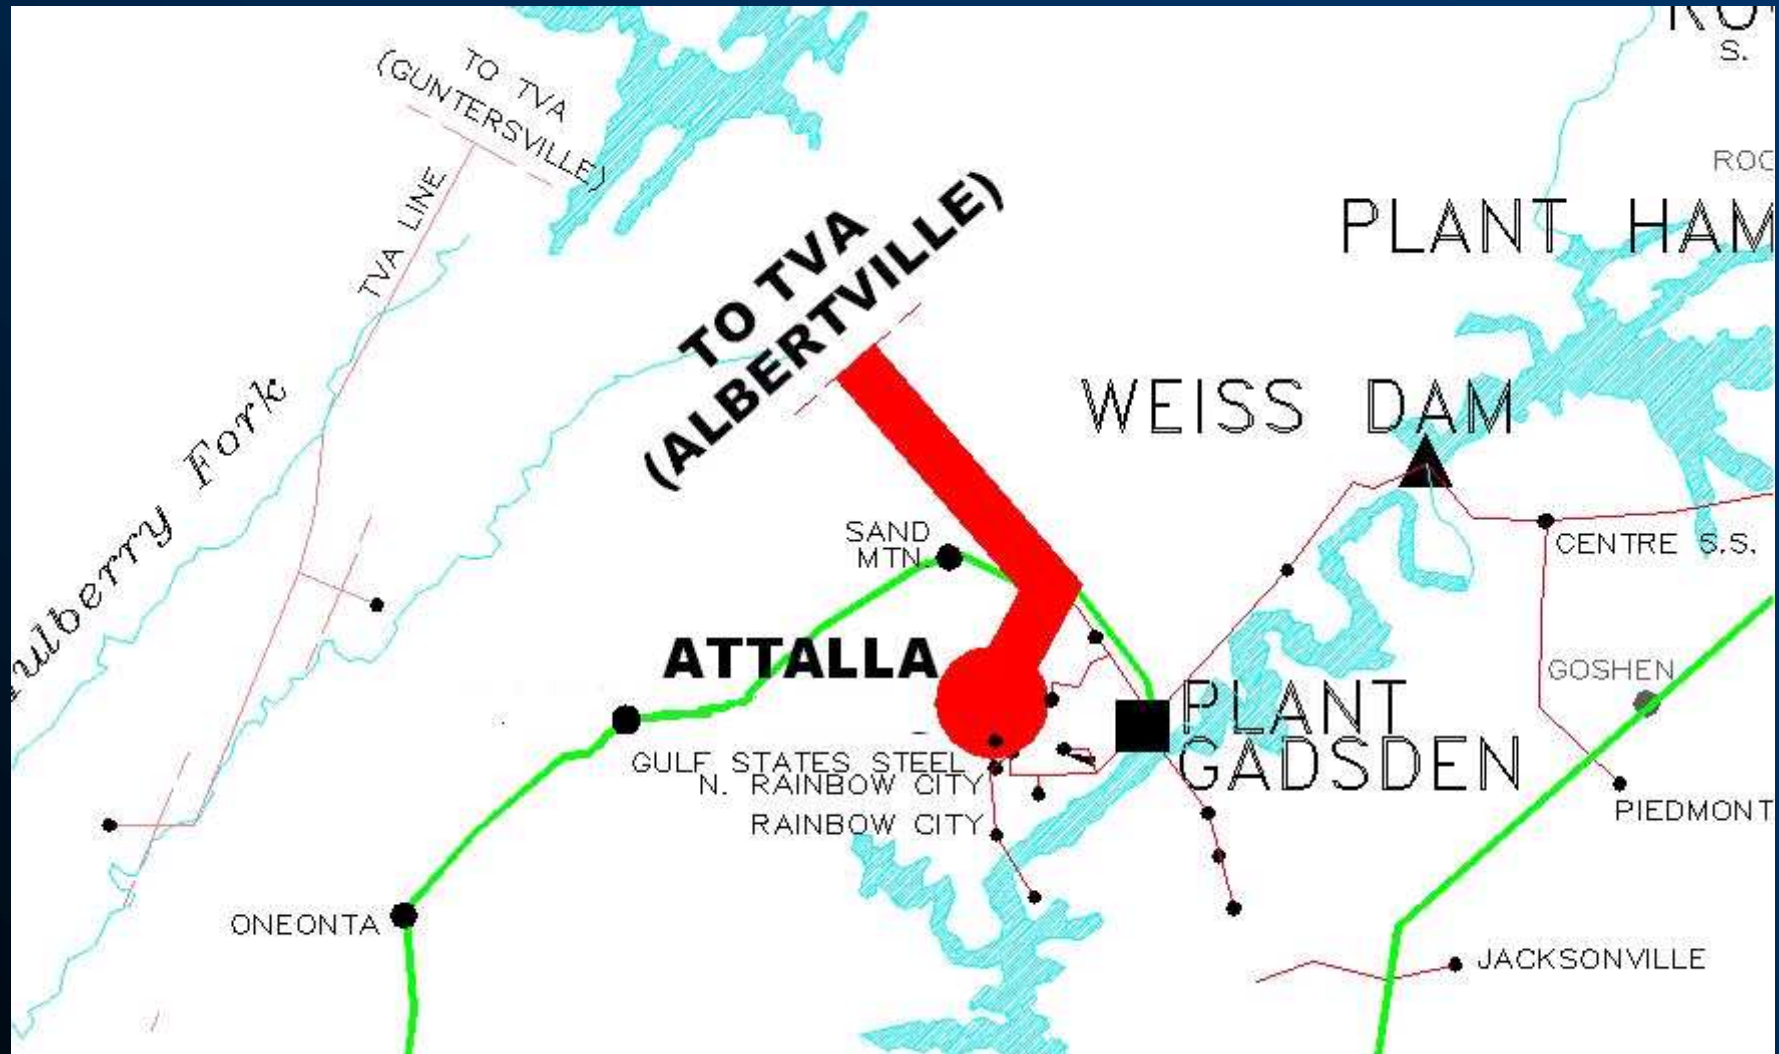 TO TVA
(GUNTERSVILLE)
S.
TVA LINE
PLANT HAM
TO TVA
(ALBERTVILLE)
WEISS DAM
Fork
SAND
MTN.
CENTRE S.S.
ATTALLA
GOSHEN
PLANT
GADSDEN
GULF STATES STEEL
N. RAINBOW CITY
RAINBOW CITY
PIEDMONT
ONEONTA
JACKSONVILLE